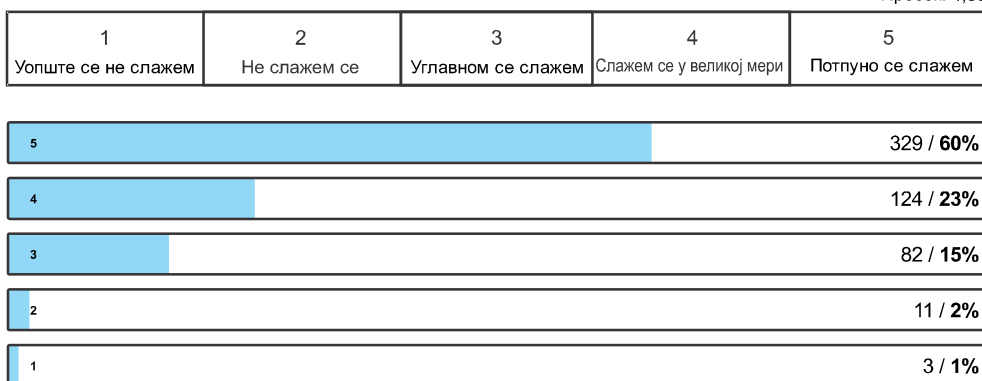 1 2 3 4 5
Уопште се не слажем Не слажем се Углавном се слажем Слажем се у великој мери Потпуно се слажем
5 329 / 60%
4 124 / 23%
3 82 / 15%
2 11 / 2%
1 3 / 1%